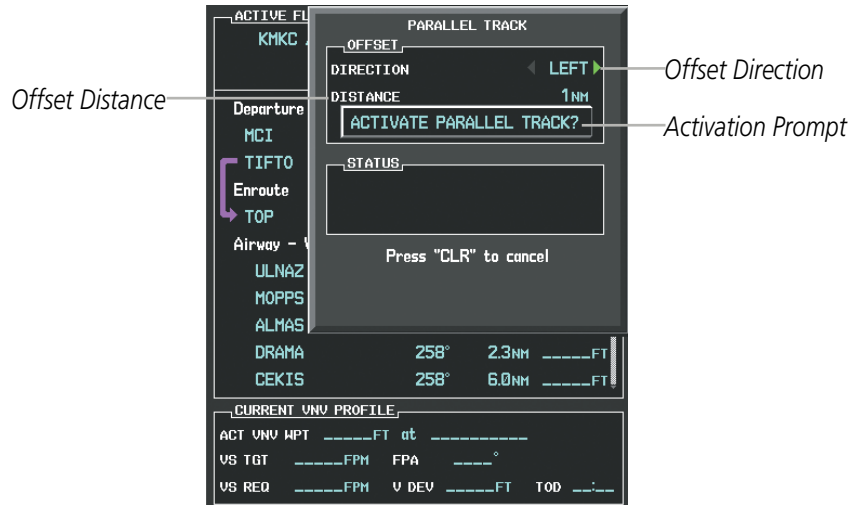 ACTIVE FL
KMKC
PARALLEL TRACK
OFFSET
DIRECTION LEFT
DISTANCE 1NM
ACTIVATE PARALLEL TRACK?
STATUS
Press "CLR" to cancel
Offset Distance
Offset Direction
Activation Prompt
Departure
MCI
TIFTO
Enroute
TOP
Airway -
ULNAZ
MOPPS
ALMAS
DRAMA 258° 2.3NM _____FT
CEKIS 258° 6.0NM _____FT
CURRENT VNV PROFILE
ACT VNV WPT _____FT at __________
VS TGT _____FPM FPA ____°
VS REQ _____FPM V DEV _____FT TOD __:__